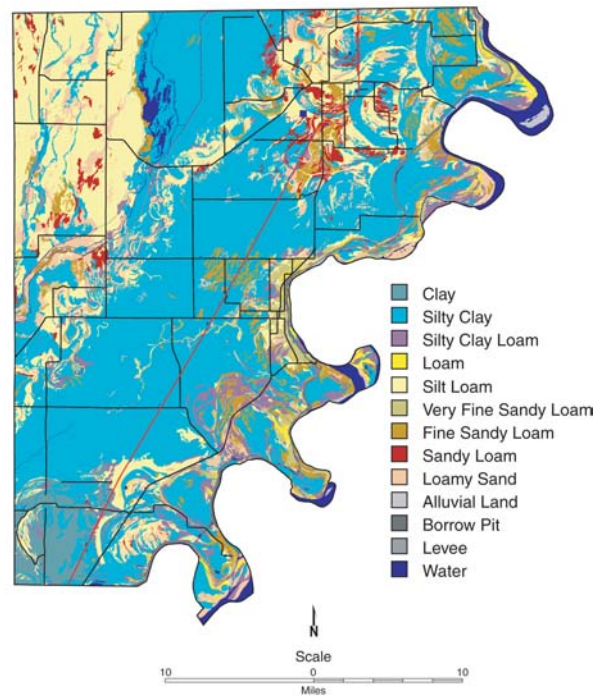 Clay
Silty Clay
Silty Clay Loam
Loam
Silt Loam
Very Fine Sandy Loam
Fine Sandy Loam
Sandy Loam
Loamy Sand
Alluvial Land
Borrow Pit
Levee
Water
N
Scale
10 0 10
Miles